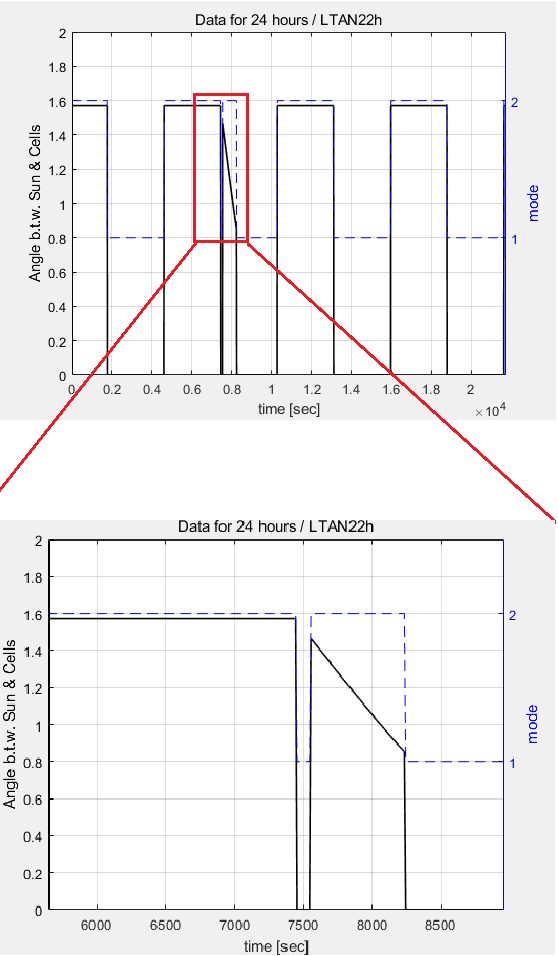 Data for 24 hours / LTAN22h
2
1.8
1.6
1.4
1.2
1
0.8
0.6
0.4
0.2
0
Angle b.t.w. Sun & Cells
2
1
mode
0 0.2 0.4 0.6 0.8 1 1.2 1.4 1.6 1.8 2
time [sec]
×10⁴
Data for 24 hours / LTAN22h
2
1.8
1.6
1.4
1.2
1
0.8
0.6
0.4
0.2
0
Angle b.t.w. Sun & Cells
2
1
mode
6000 6500 7000 7500 8000 8500
time [sec]